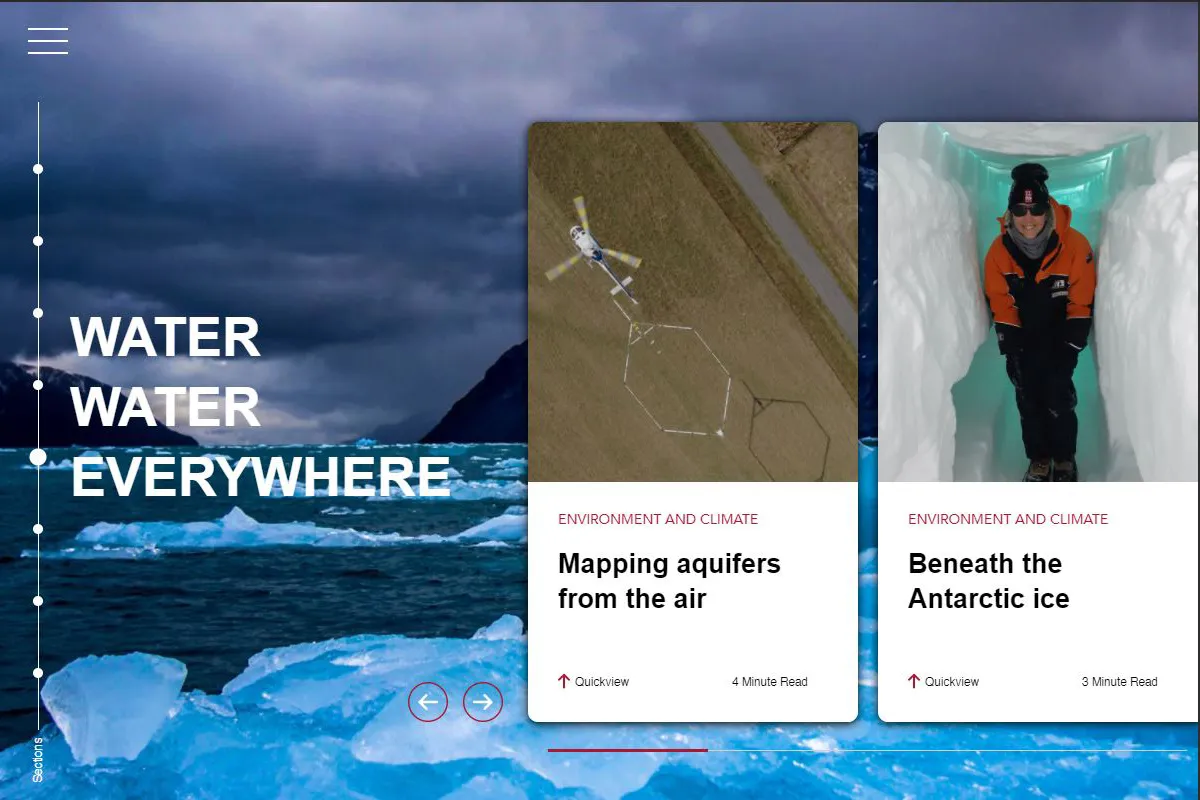 WATER
WATER
EVERYWHERE
ENVIRONMENT AND CLIMATE
Mapping aquifers
from the air
Quickview
4 Minute Read
ENVIRONMENT AND CLIMATE
Beneath the
Antarctic ice
Quickview
3 Minute Read
Sections